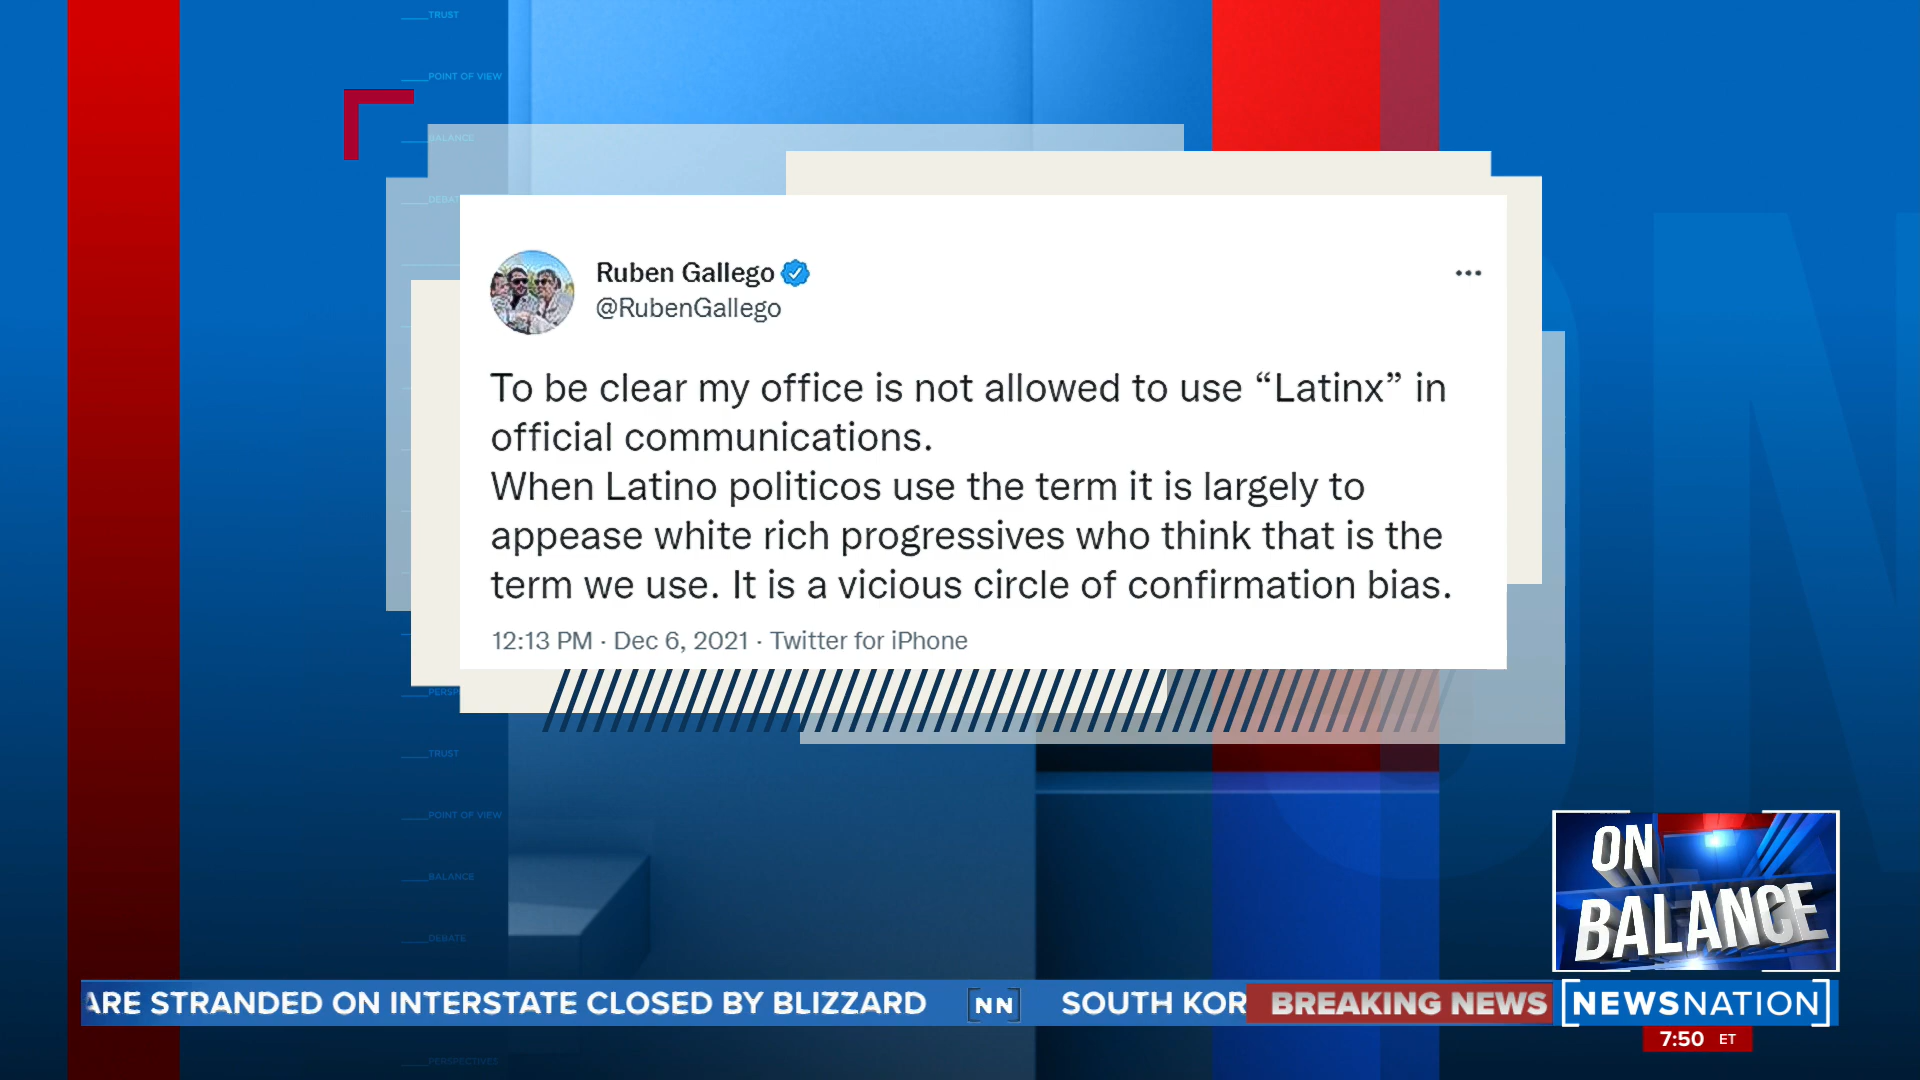 TRUST
POINT OF VIEW
BALANCE
DEBAT
Ruben Gallego
@RubenGallego
To be clear my office is not allowed to use “Latinx” in
official communications.
When Latino politicos use the term it is largely to
appease white rich progressives who think that is the
term we use. It is a vicious circle of confirmation bias.
12:13 PM · Dec 6, 2021 · Twitter for iPhone
PERSP
TRUST
POINT OF VIEW
BALANCE
DEBATE
ON
BALANCE
ARE STRANDED ON INTERSTATE CLOSED BY BLIZZARD [NN] SOUTH KOR BREAKING NEWS [NEWSNATION]
7:50 ET
PERSPECTIVES